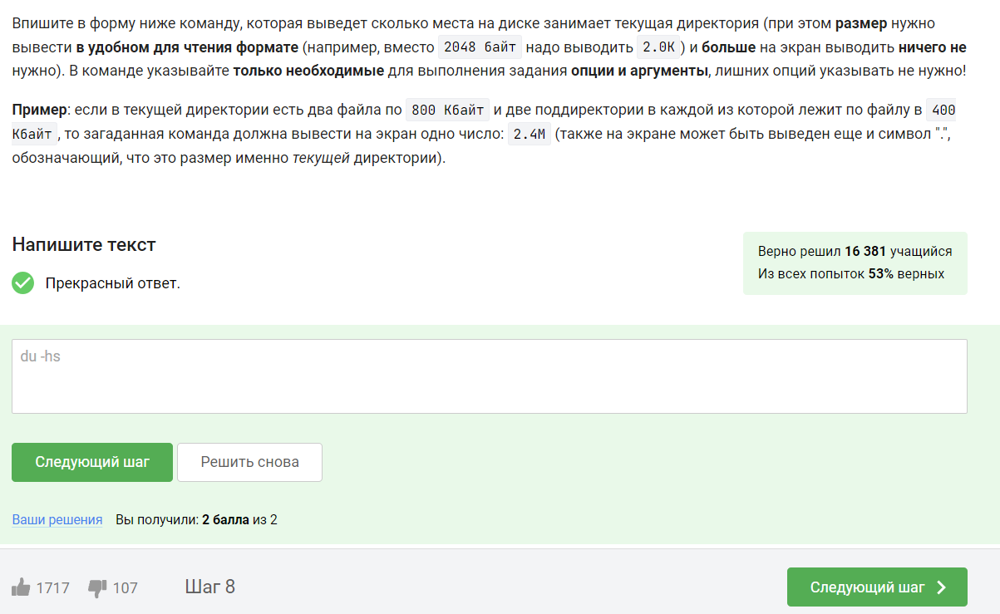 Впишите в форму ниже команду, которая выведет сколько места на диске занимает текущая директория (при этом размер нужно
вывести в удобном для чтения формате (например, вместо 2048 байт надо выводить 2.0K ) и больше на экран выводить ничего не
нужно). В команде указывайте только необходимые для выполнения задания опции и аргументы, лишних опций указывать не нужно!
Пример: если в текущей директории есть два файла по 800 Кбайт и две поддиректории в каждой из которой лежит по файлу в 400
Кбайт , то загаданная команда должна вывести на экран одно число: 2.4M (также на экране может быть выведен еще и символ ".",
обозначающий, что это размер именно текущей директории).
Напишите текст
Верно решил 16 381 учащийся
Из всех попыток 53% верных
Прекрасный ответ.
du -hs
Следующий шаг
Решить снова
Ваши решения Вы получили: 2 балла из 2
1717 107 Шаг 8 Следующий шаг